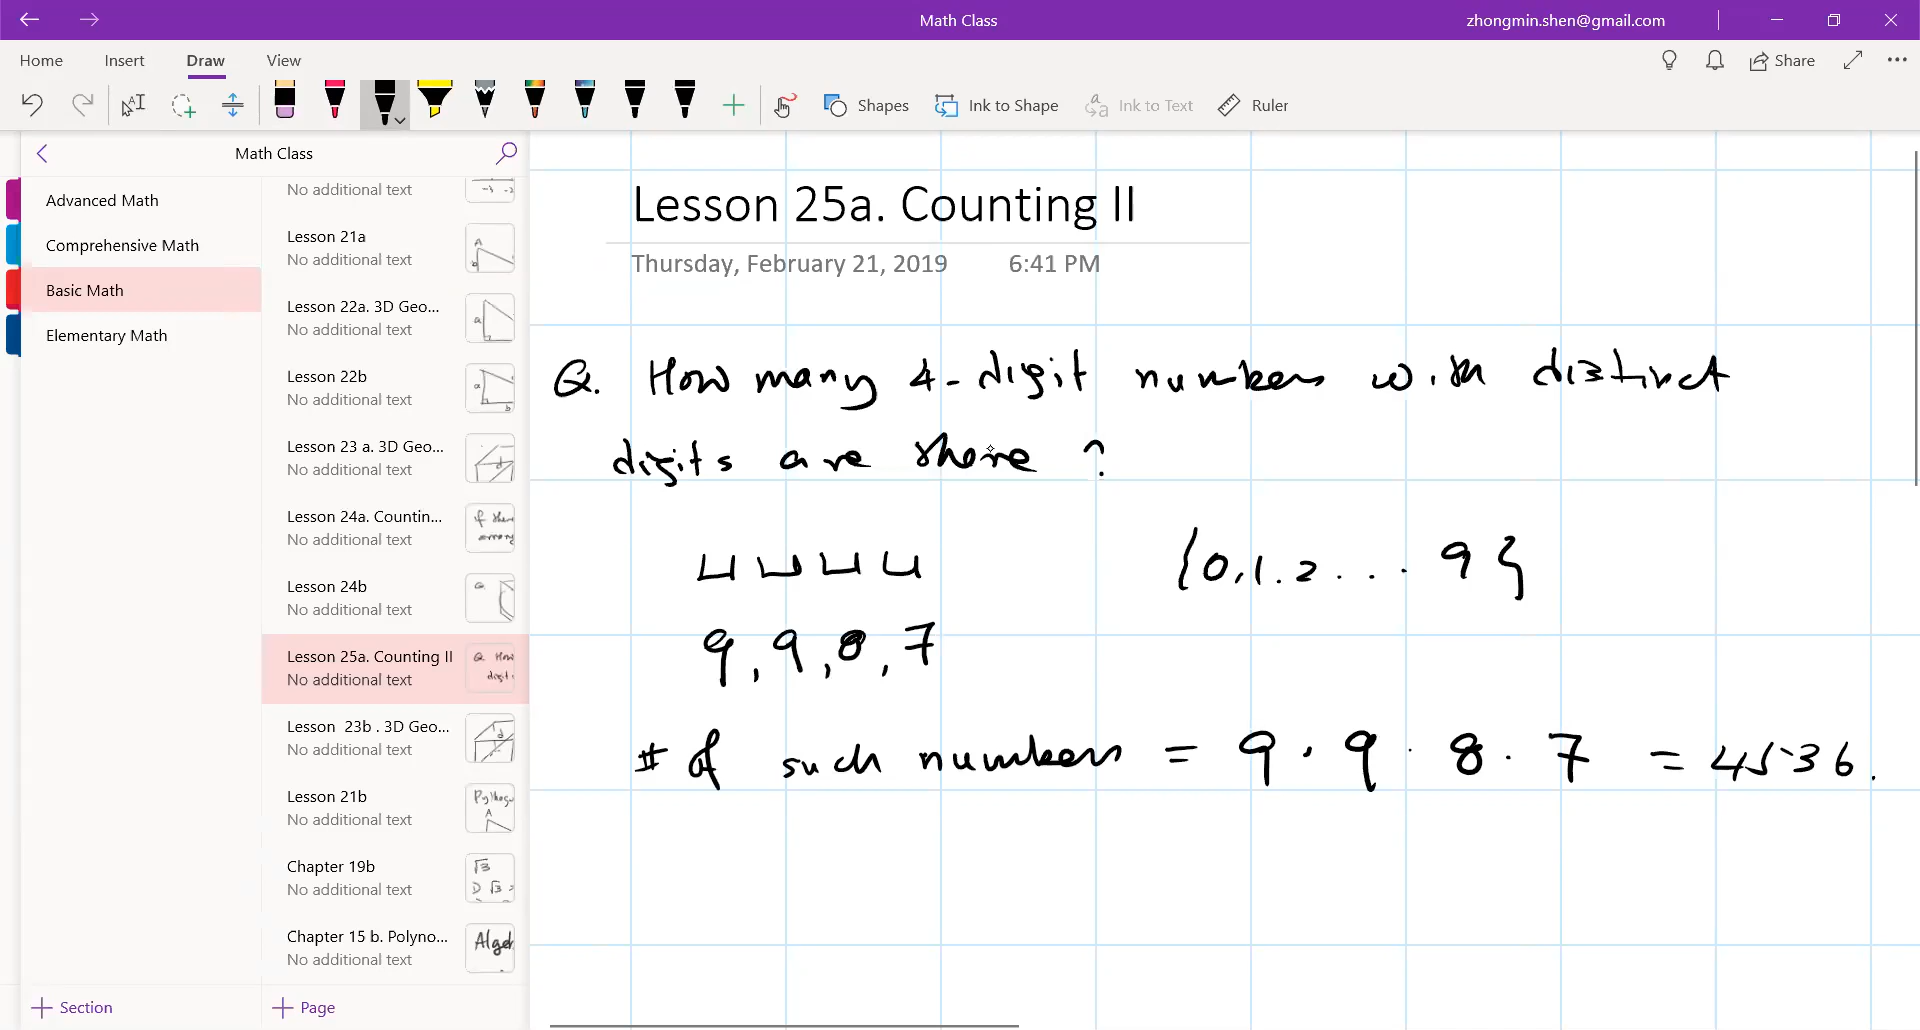 Math Class
zhongmin.shen@gmail.com
Home Insert Draw View
Share
Shapes Ink to Shape Ink to Text Ruler
Math Class
Advanced Math
Comprehensive Math
Basic Math
Elementary Math
No additional text
Lesson 21a
No additional text
Lesson 22a. 3D Geo...
No additional text
Lesson 22b
No additional text
Lesson 23 a. 3D Geo...
No additional text
Lesson 24a. Countin...
No additional text
Lesson 24b
No additional text
Lesson 25a. Counting II
No additional text
Lesson 23b . 3D Geo...
No additional text
Lesson 21b
No additional text
Chapter 19b
No additional text
Chapter 15 b. Polyno...
No additional text
Section
Page
Lesson 25a. Counting II
Thursday, February 21, 2019 6:41 PM
Q. How many 4-digit numbers with distinct
digits are there ?
{0,1.2 . . . 9}
9, 9, 8, 7
# of such numbers = 9 · 9 · 8 · 7 = 4536.